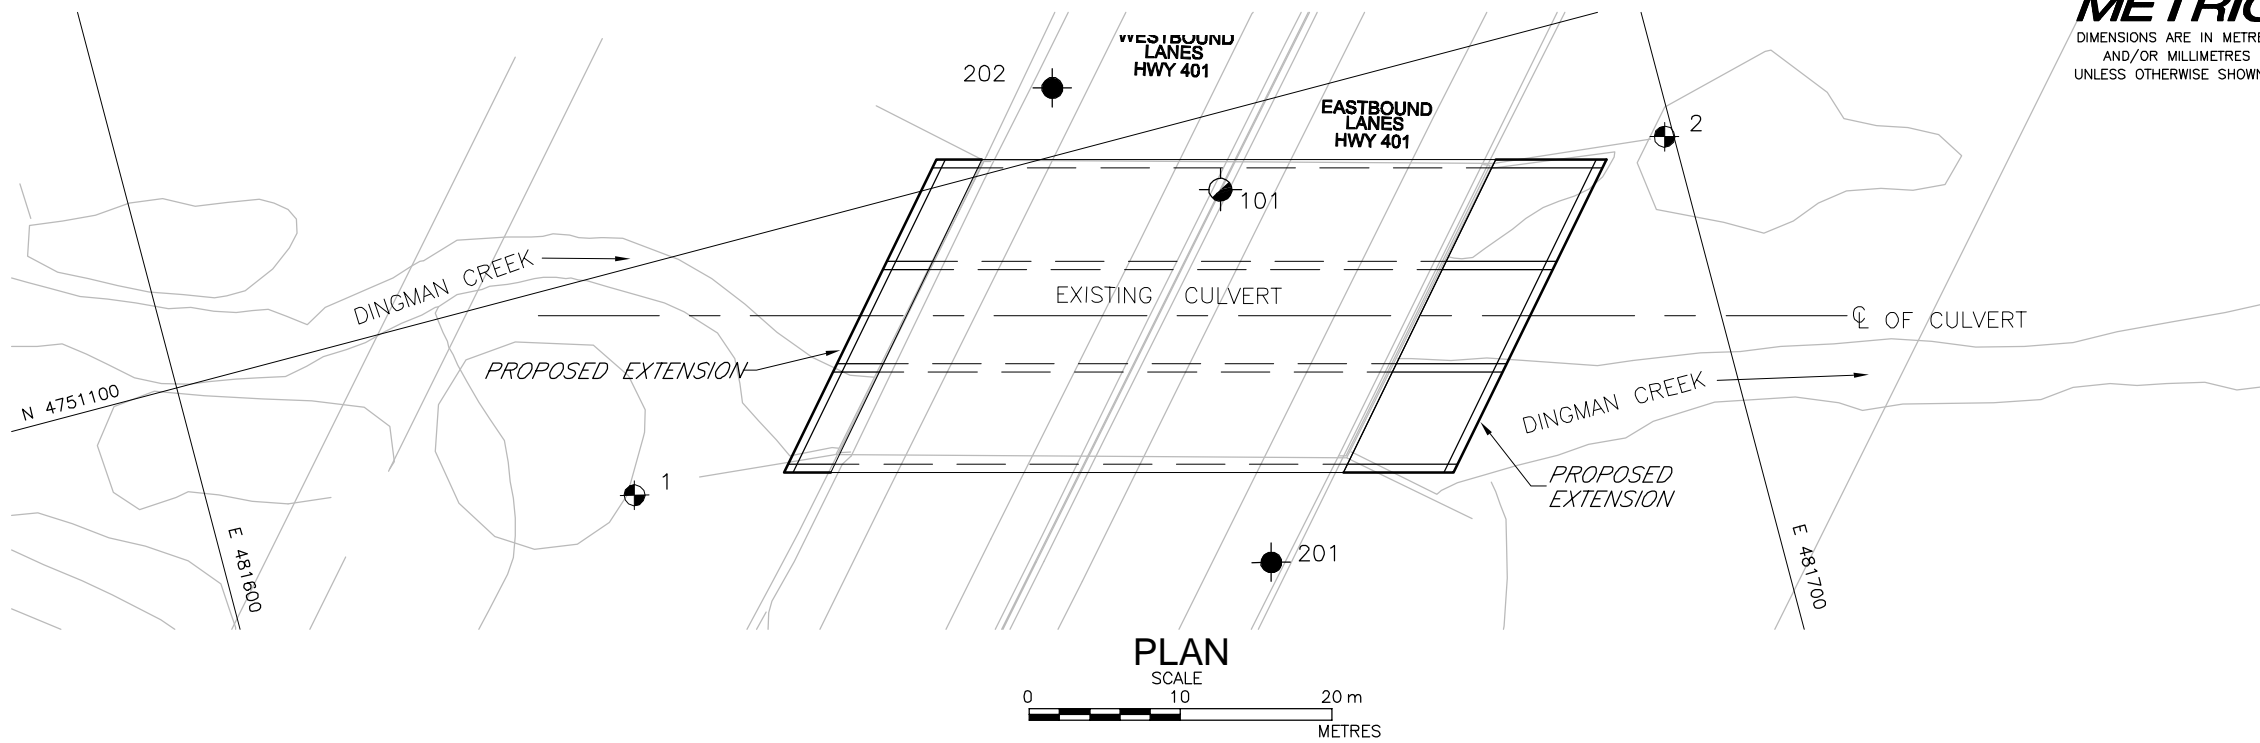 METRIC
DIMENSIONS ARE IN METRE
AND/OR MILLIMETRES
UNLESS OTHERWISE SHOWN
WESTBOUND
LANES
HWY 401
202
EASTBOUND
LANES
HWY 401
2
101
DINGMAN CREEK
EXISTING CULVERT
℄ OF CULVERT
PROPOSED EXTENSION
N 4751100
DINGMAN CREEK
1
PROPOSED
EXTENSION
E 481600
201
E 481700
PLAN
SCALE
0 10 20 m
METRES